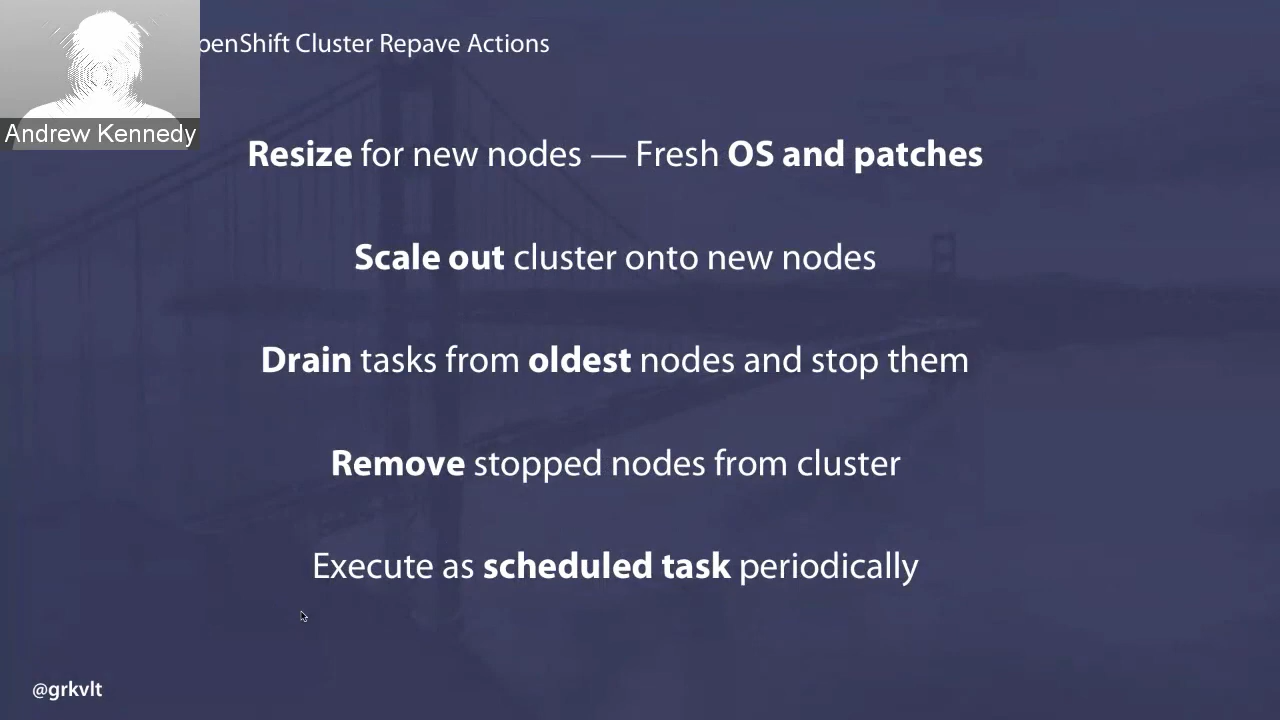 penShift Cluster Repave Actions
Andrew Kennedy
Resize for new nodes — Fresh OS and patches
Scale out cluster onto new nodes
Drain tasks from oldest nodes and stop them
Remove stopped nodes from cluster
Execute as scheduled task periodically
@grkvlt